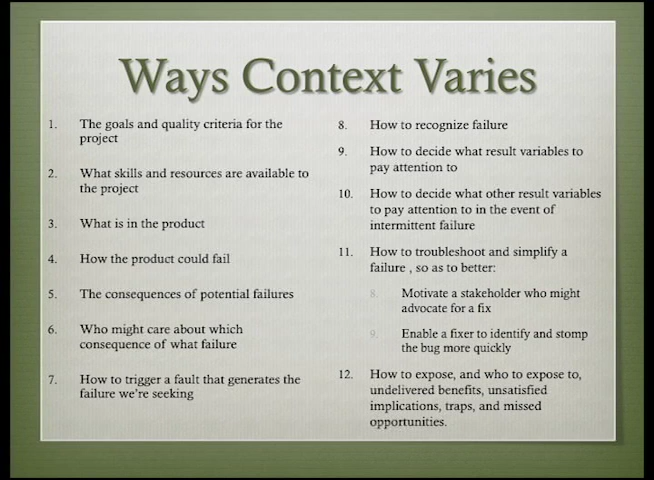 Ways Context Varies
1. The goals and quality criteria for the
project
2. What skills and resources are available to
the project
3. What is in the product
4. How the product could fail
5. The consequences of potential failures
6. Who might care about which
consequence of what failure
7. How to trigger a fault that generates the
failure we're seeking
8. How to recognize failure
9. How to decide what result variables to
pay attention to
10. How to decide what other result variables
to pay attention to in the event of
intermittent failure
11. How to troubleshoot and simplify a
failure , so as to better:
8. Motivate a stakeholder who might
advocate for a fix
9. Enable a fixer to identify and stomp
the bug more quickly
12. How to expose, and who to expose to,
undelivered benefits, unsatisfied
implications, traps, and missed
opportunities.